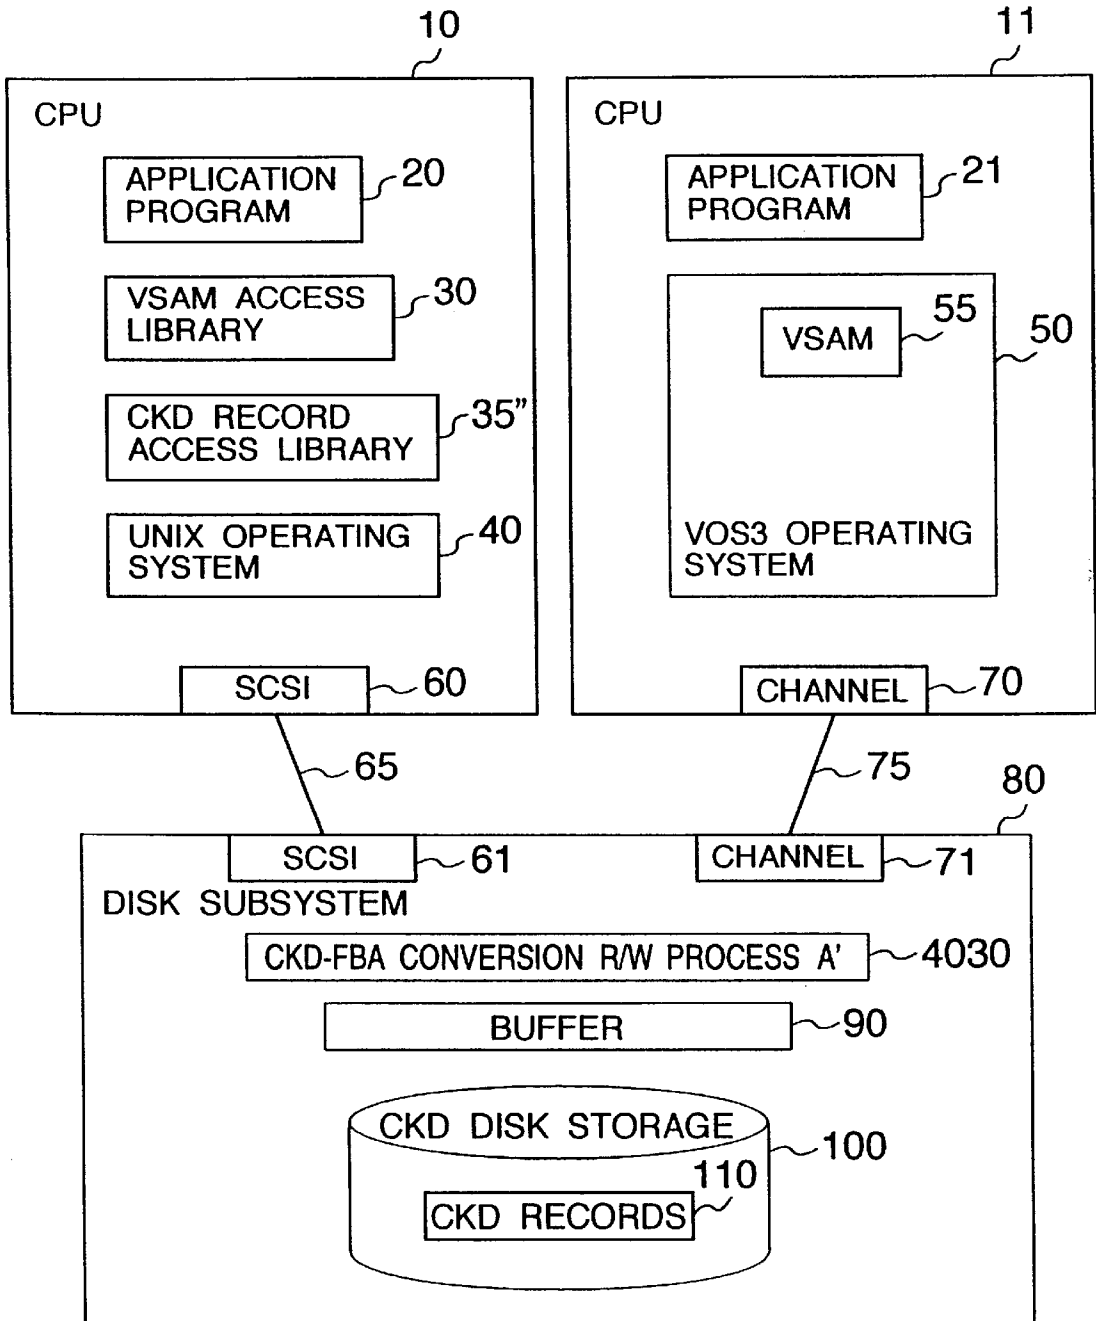 10
11
CPU
CPU
APPLICATION
PROGRAM
20
APPLICATION
PROGRAM
21
VSAM ACCESS
LIBRARY
30
VSAM
55
50
CKD RECORD
ACCESS LIBRARY
35”
UNIX OPERATING
SYSTEM
40
VOS3 OPERATING
SYSTEM
SCSI
60
CHANNEL
70
65
75
80
SCSI
61
CHANNEL
71
DISK SUBSYSTEM
CKD-FBA CONVERSION R/W PROCESS A'
4030
BUFFER
90
CKD DISK STORAGE
100
110
CKD RECORDS